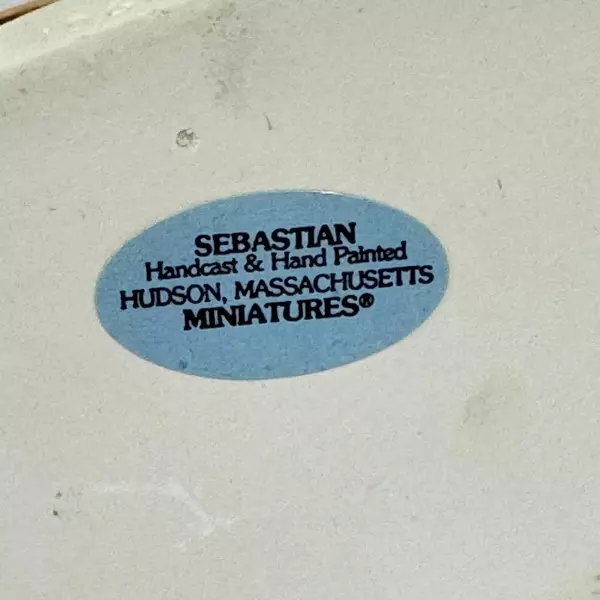 SEBASTIAN
Handcast & Hand Painted
HUDSON, MASSACHUSETTS
MINIATURES®